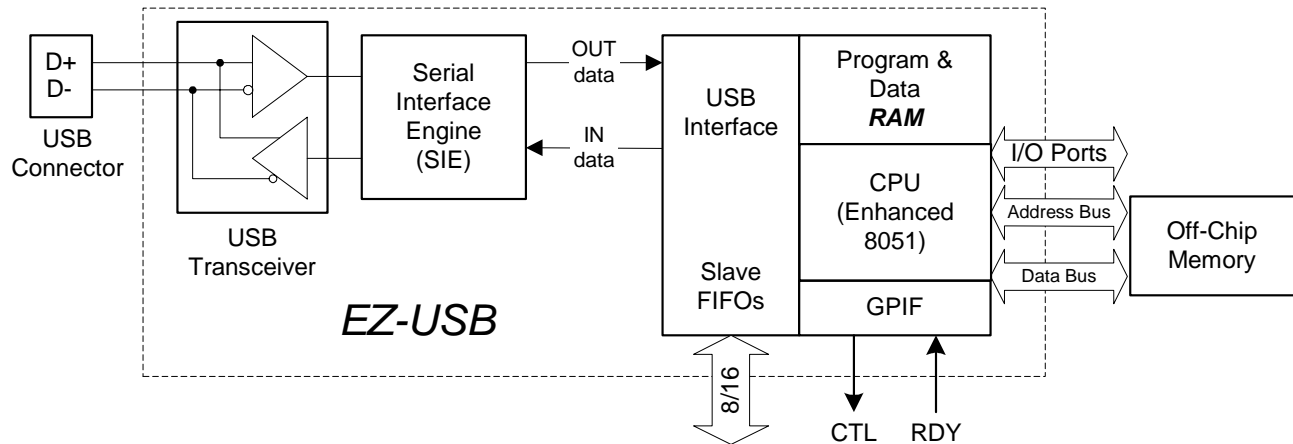 D+
D-
USB
Connector
USB
Transceiver
Serial
Interface
Engine
(SIE)
OUT
data
IN
data
USB
Interface
Slave
FIFOs
Program &
Data
RAM
CPU
(Enhanced
8051)
GPIF
I/O Ports
Address Bus
Data Bus
Off-Chip
Memory
EZ-USB
8/16
CTL
RDY